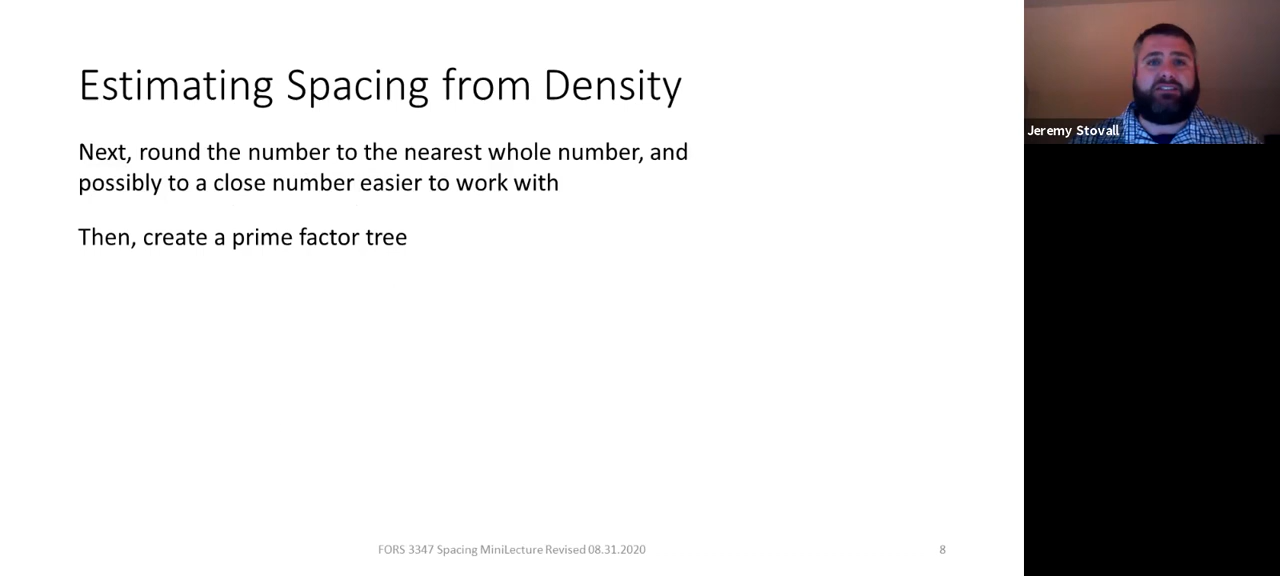 Estimating Spacing from Density
Next, round the number to the nearest whole number, and
possibly to a close number easier to work with
Then, create a prime factor tree
FORS 3347 Spacing MiniLecture Revised 08.31.2020
8
Jeremy Stovall